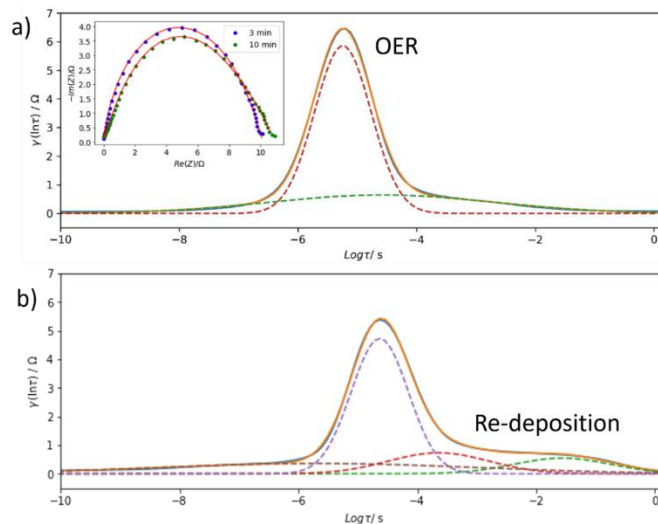 a)
OER
3 min
10 min
-Im(Z)/Ω
4.0
3.5
3.0
2.5
2.0
1.5
1.0
0.5
0.0
0 2 4 6 8 10
Re(Z)/Ω
γ(lnτ) / Ω
7
6
5
4
3
2
1
0
−10 −8 −6 −4 −2 0
Logτ/ s
b)
Re-deposition
γ(lnτ)/ Ω
7
6
5
4
3
2
1
0
−10 −8 −6 −4 −2 0
Logτ/ s